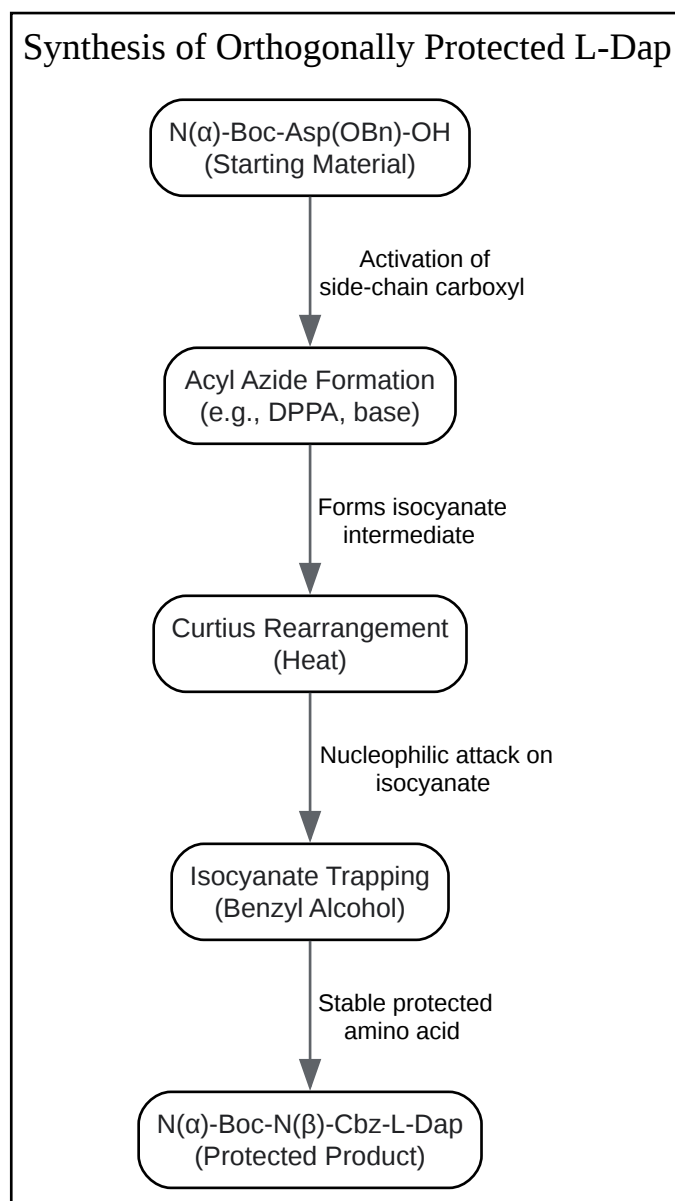 Synthesis of Orthogonally Protected L-Dap
N(α)-Boc-Asp(OBn)-OH
(Starting Material)
Activation of
side-chain carboxyl
Acyl Azide Formation
(e.g., DPPA, base)
Forms isocyanate
intermediate
Curtius Rearrangement
(Heat)
Nucleophilic attack on
isocyanate
Isocyanate Trapping
(Benzyl Alcohol)
Stable protected
amino acid
N(α)-Boc-N(β)-Cbz-L-Dap
(Protected Product)